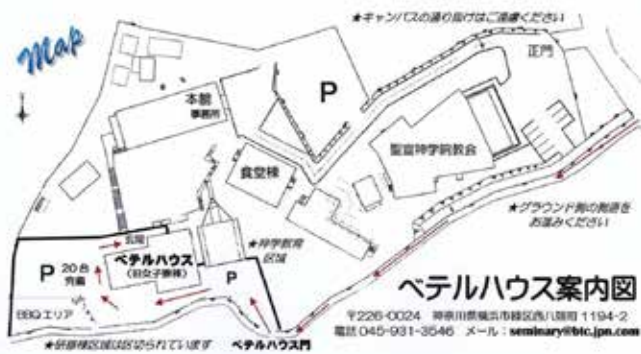 ★キャンパスの通り抜けはご遠慮ください
Map
正門
本館
事務所
P
聖宣神学院教会
食堂棟
★グラウンド側の側道を
お進みください
★神学教育
区域
玄関
ベテルハウス
(旧女子寮棟)
P
20台
可能
P
BBQエリア
ベテルハウス案内図
〒226-0024 神奈川県横浜市緑区西八朔町1194-2
電話 045-931-3546 メール:seminary@btc.jpn.com
★研修棟区域は区切られています
ベテルハウス門